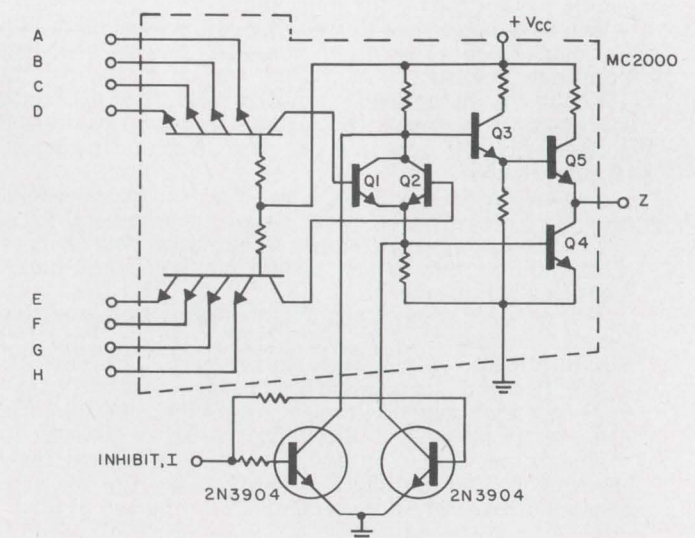 + VCC
MC2000
A
B
C
D
Q3
Q5
Q1 Q2
Z
Q4
E
F
G
H
INHIBIT, I
2N3904
2N3904